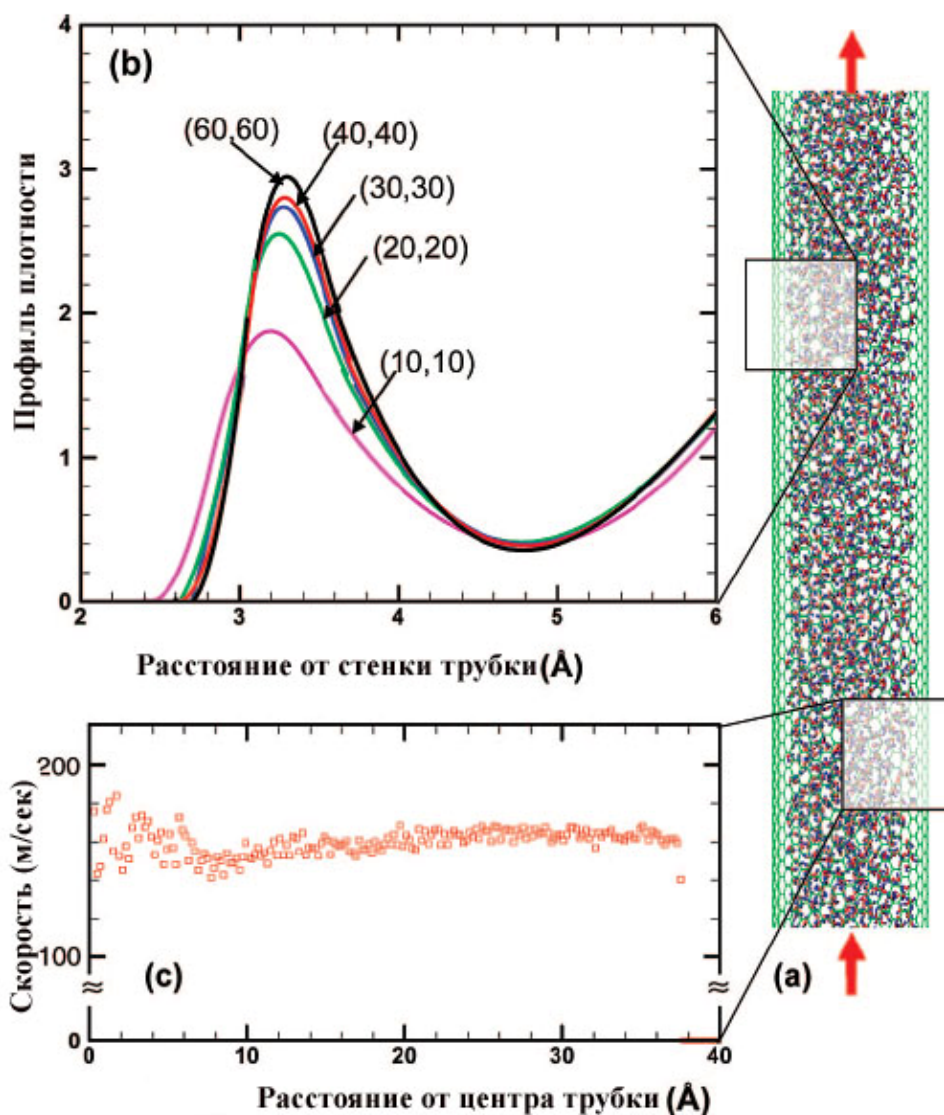 4
(b)
(60,60)
(40,40)
3
(30,30)
(20,20)
2
(10,10)
1
0
2 3 4 5 6
Профиль плотности
Расстояние от стенки трубки (Å)
200
100
(c)
0
0 10 20 30 40
Скорость (м/сек)
Расстояние от центра трубки (Å)
(a)